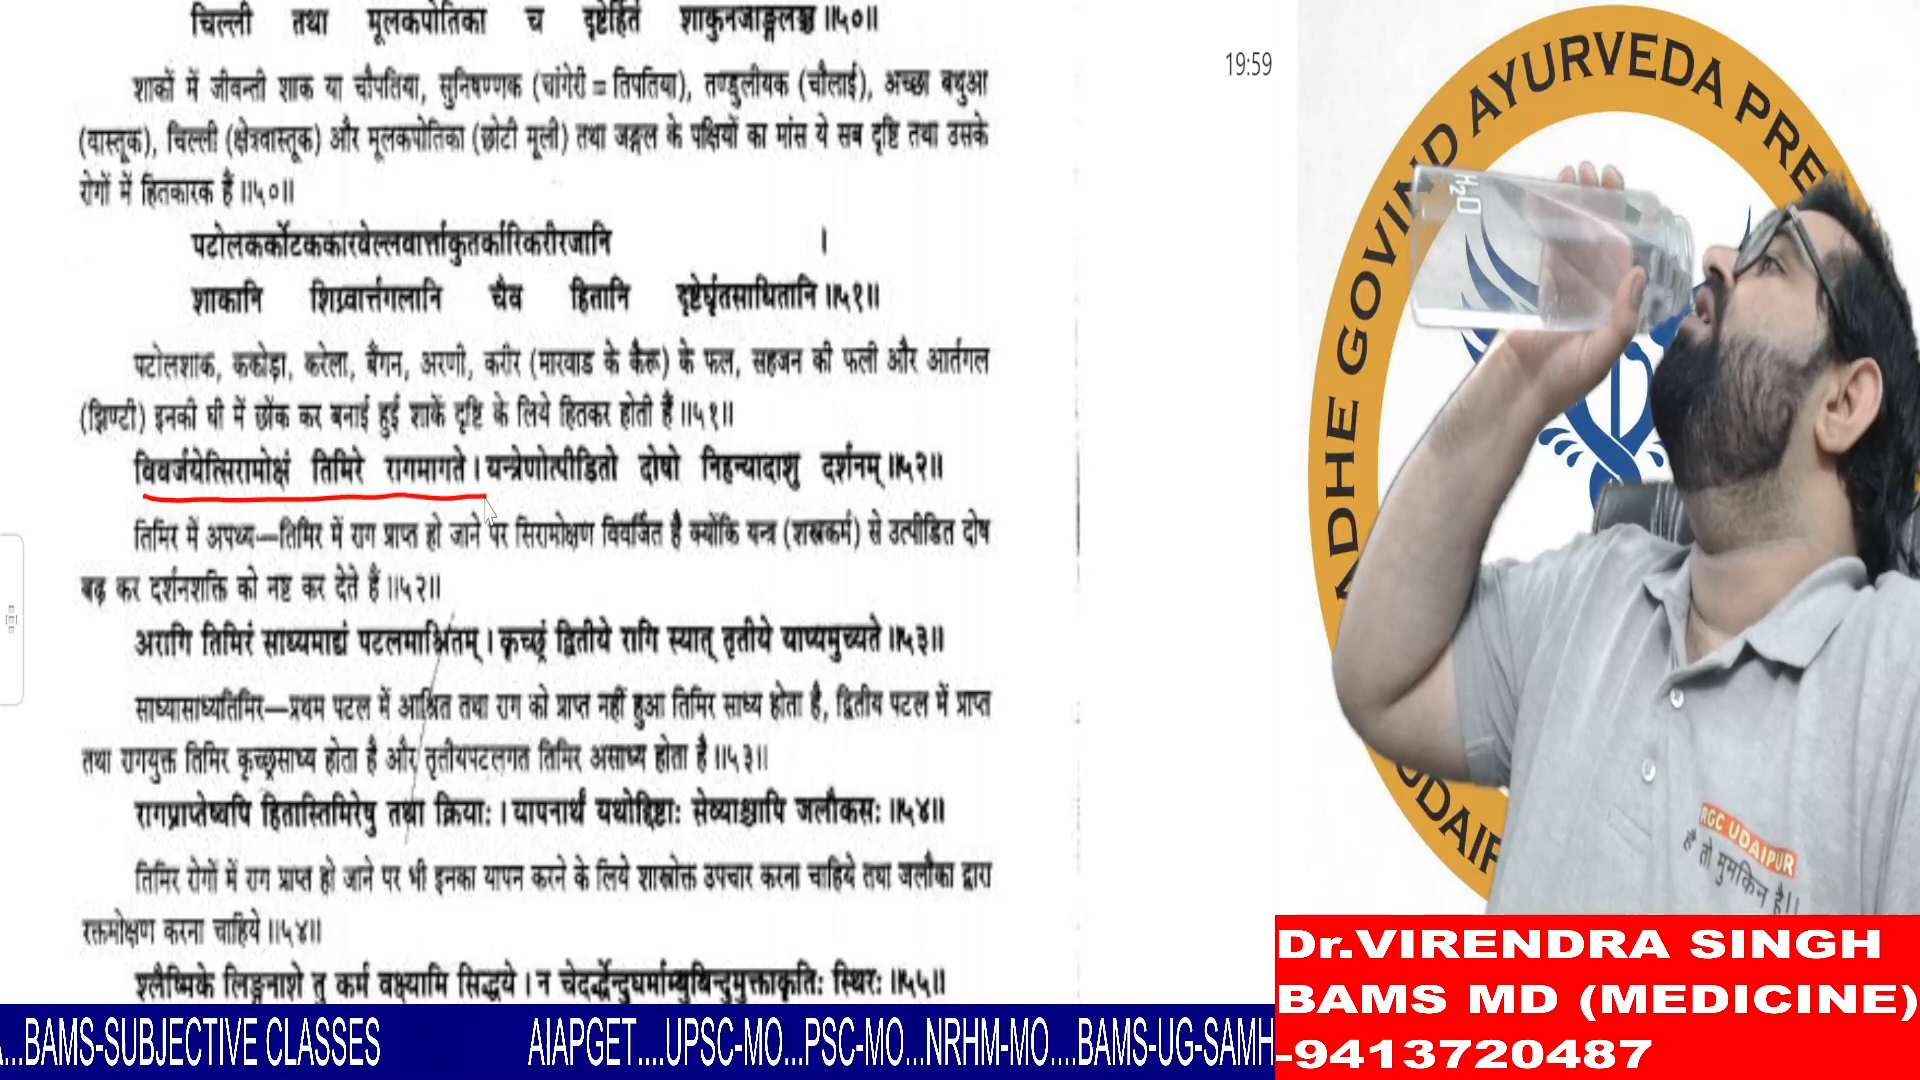 चिल्ली तथा मूलकपोतिका च दृष्टेर्हितं शाकुनजाङ्गलञ्च ॥५०॥
शाकों में जीवन्ती शाक या चौपतिया, सुनिषण्णक (चांगेरी = तिपतिया), तण्डुलीयक (चौलाई), अच्छा बथुआ
(वास्तूक), चिल्ली (क्षेत्रवास्तूक) और मूलकपोतिका (छोटी मूली) तथा जङ्गल के पक्षियों का मांस ये सब दृष्टि तथा उसके
रोगों में हितकारक हैं ॥५०॥
पटोलकर्कोटककारवेल्लवार्त्ताकुतर्कारिकरीरजानि ।
शाकानि शिग्र्वार्त्तगलानि चैव हितानि दृष्टेर्घृतसाधितानि ॥५१॥
पटोलशाक, ककोड़ा, करेला, बैंगन, अरणी, करीर (मारवाड के कैरू) के फल, सहजन की फली और आर्तगल
(झिण्टी) इनकी घी में छोंक कर बनाई हुई शाकें दृष्टि के लिये हितकर होती हैं ॥५१॥
विवर्जयेत्सिरामोक्षं तिमिरे रागमागते । यन्त्रेणोत्पीडितो दोषो निहन्यादाशु दर्शनम् ॥५२॥
तिमिर में अपथ्य—तिमिर में राग प्राप्त हो जाने पर सिरामोक्षण विवर्जित है क्योंकि यन्त्र (शस्त्रकर्म) से उत्पीडित दोष
बढ़ कर दर्शनशक्ति को नष्ट कर देते हैं ॥५२॥
अरागि तिमिरं साध्यमाद्यं पटलमाश्रितम् । कृच्छ्रं द्वितीये रागि स्यात् तृतीये याप्यमुच्यते ॥५३॥
साध्यासाध्यतिमिर—प्रथम पटल में आश्रित तथा राग को प्राप्त नहीं हुआ तिमिर साध्य होता है, द्वितीय पटल में प्राप्त
तथा रागयुक्त तिमिर कृच्छ्रसाध्य होता है और तृतीयपटलगत तिमिर असाध्य होता है ॥५३॥
रागप्राप्तेष्वपि हितास्तिमिरेषु तथा क्रियाः । यापनार्थं यथोद्दिष्टाः सेव्याश्चापि जलौकसः ॥५४॥
तिमिर रोगों में राग प्राप्त हो जाने पर भी इनका यापन करने के लिये शास्त्रोक्त उपचार करना चाहिये तथा जलौका द्वारा
रक्तमोक्षण करना चाहिये ॥५४॥
श्लैष्मिके लिङ्गनाशे तु कर्म वक्ष्यामि सिद्धये । न चेदर्द्धेन्दुघर्माम्बुबिन्दुमुक्ताकृतिः स्थिरः ॥५५॥
19:59
ADHE GOVIND AYURVEDA PRE
UDAIP
H2O
RGC UDAIPUR
है तो मुमकिन है।।
Dr.VIRENDRA SINGH
BAMS MD (MEDICINE)
-9413720487
...BAMS-SUBJECTIVE CLASSES AIAPGET....UPSC-MO...PSC-MO...NRHM-MO....BAMS-UG-SAMH